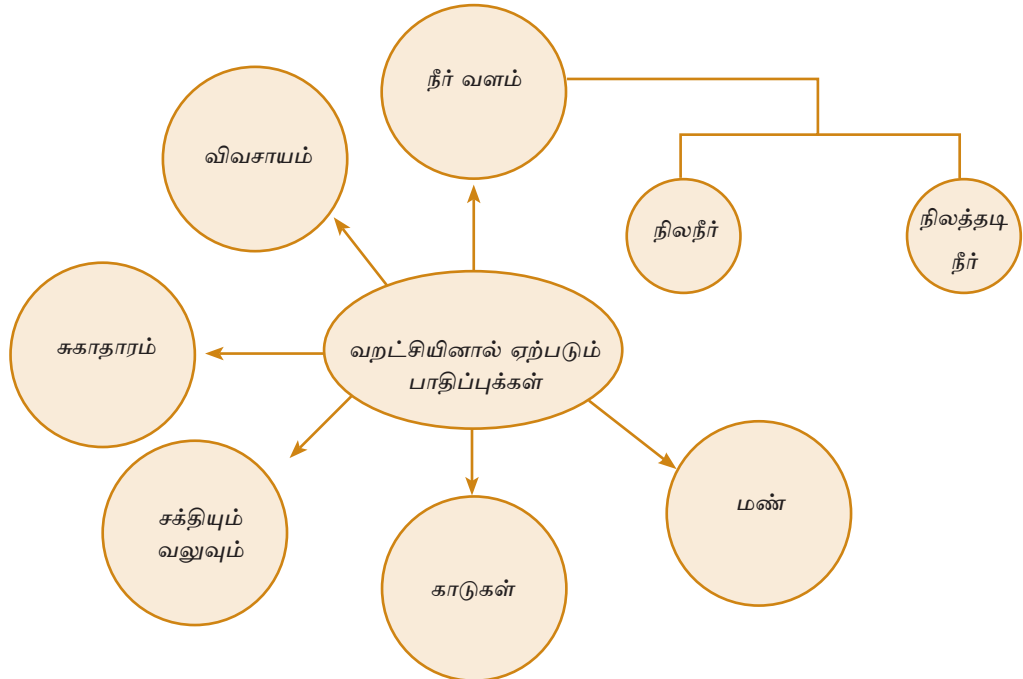 நீர் வளம்
விவசாயம்
நிலநீர்
நிலத்தடி
நீர்
சுகாதாரம்
வறட்சியினால் ஏற்படும்
பாதிப்புக்கள்
சக்தியும்
வலுவும்
காடுகள்
மண்